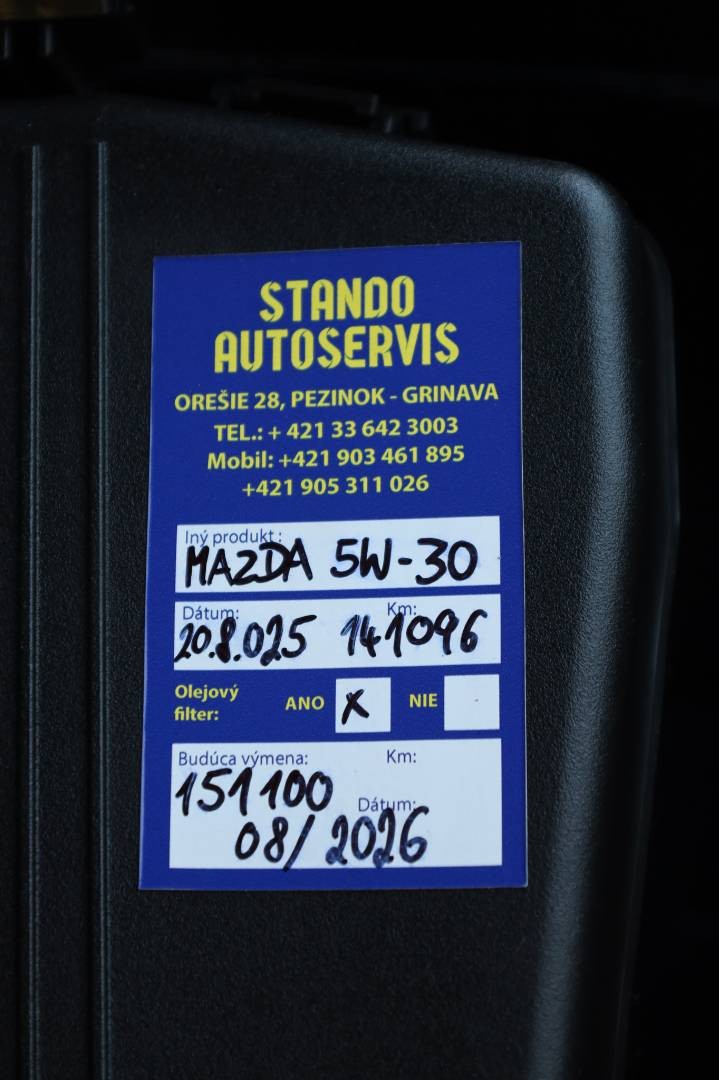 STANDO
AUTOSERVIS
OREŠIE 28, PEZINOK - GRINAVA
TEL.: + 421 33 642 3003
Mobil: +421 903 461 895
+421 905 311 026
Iný produkt:
MAZDA 5W-30
Dátum: Km:
20.8.025 141096
Olejový
filter:
ANO X NIE
Budúca výmena: Km:
151100
Dátum:
08/2026